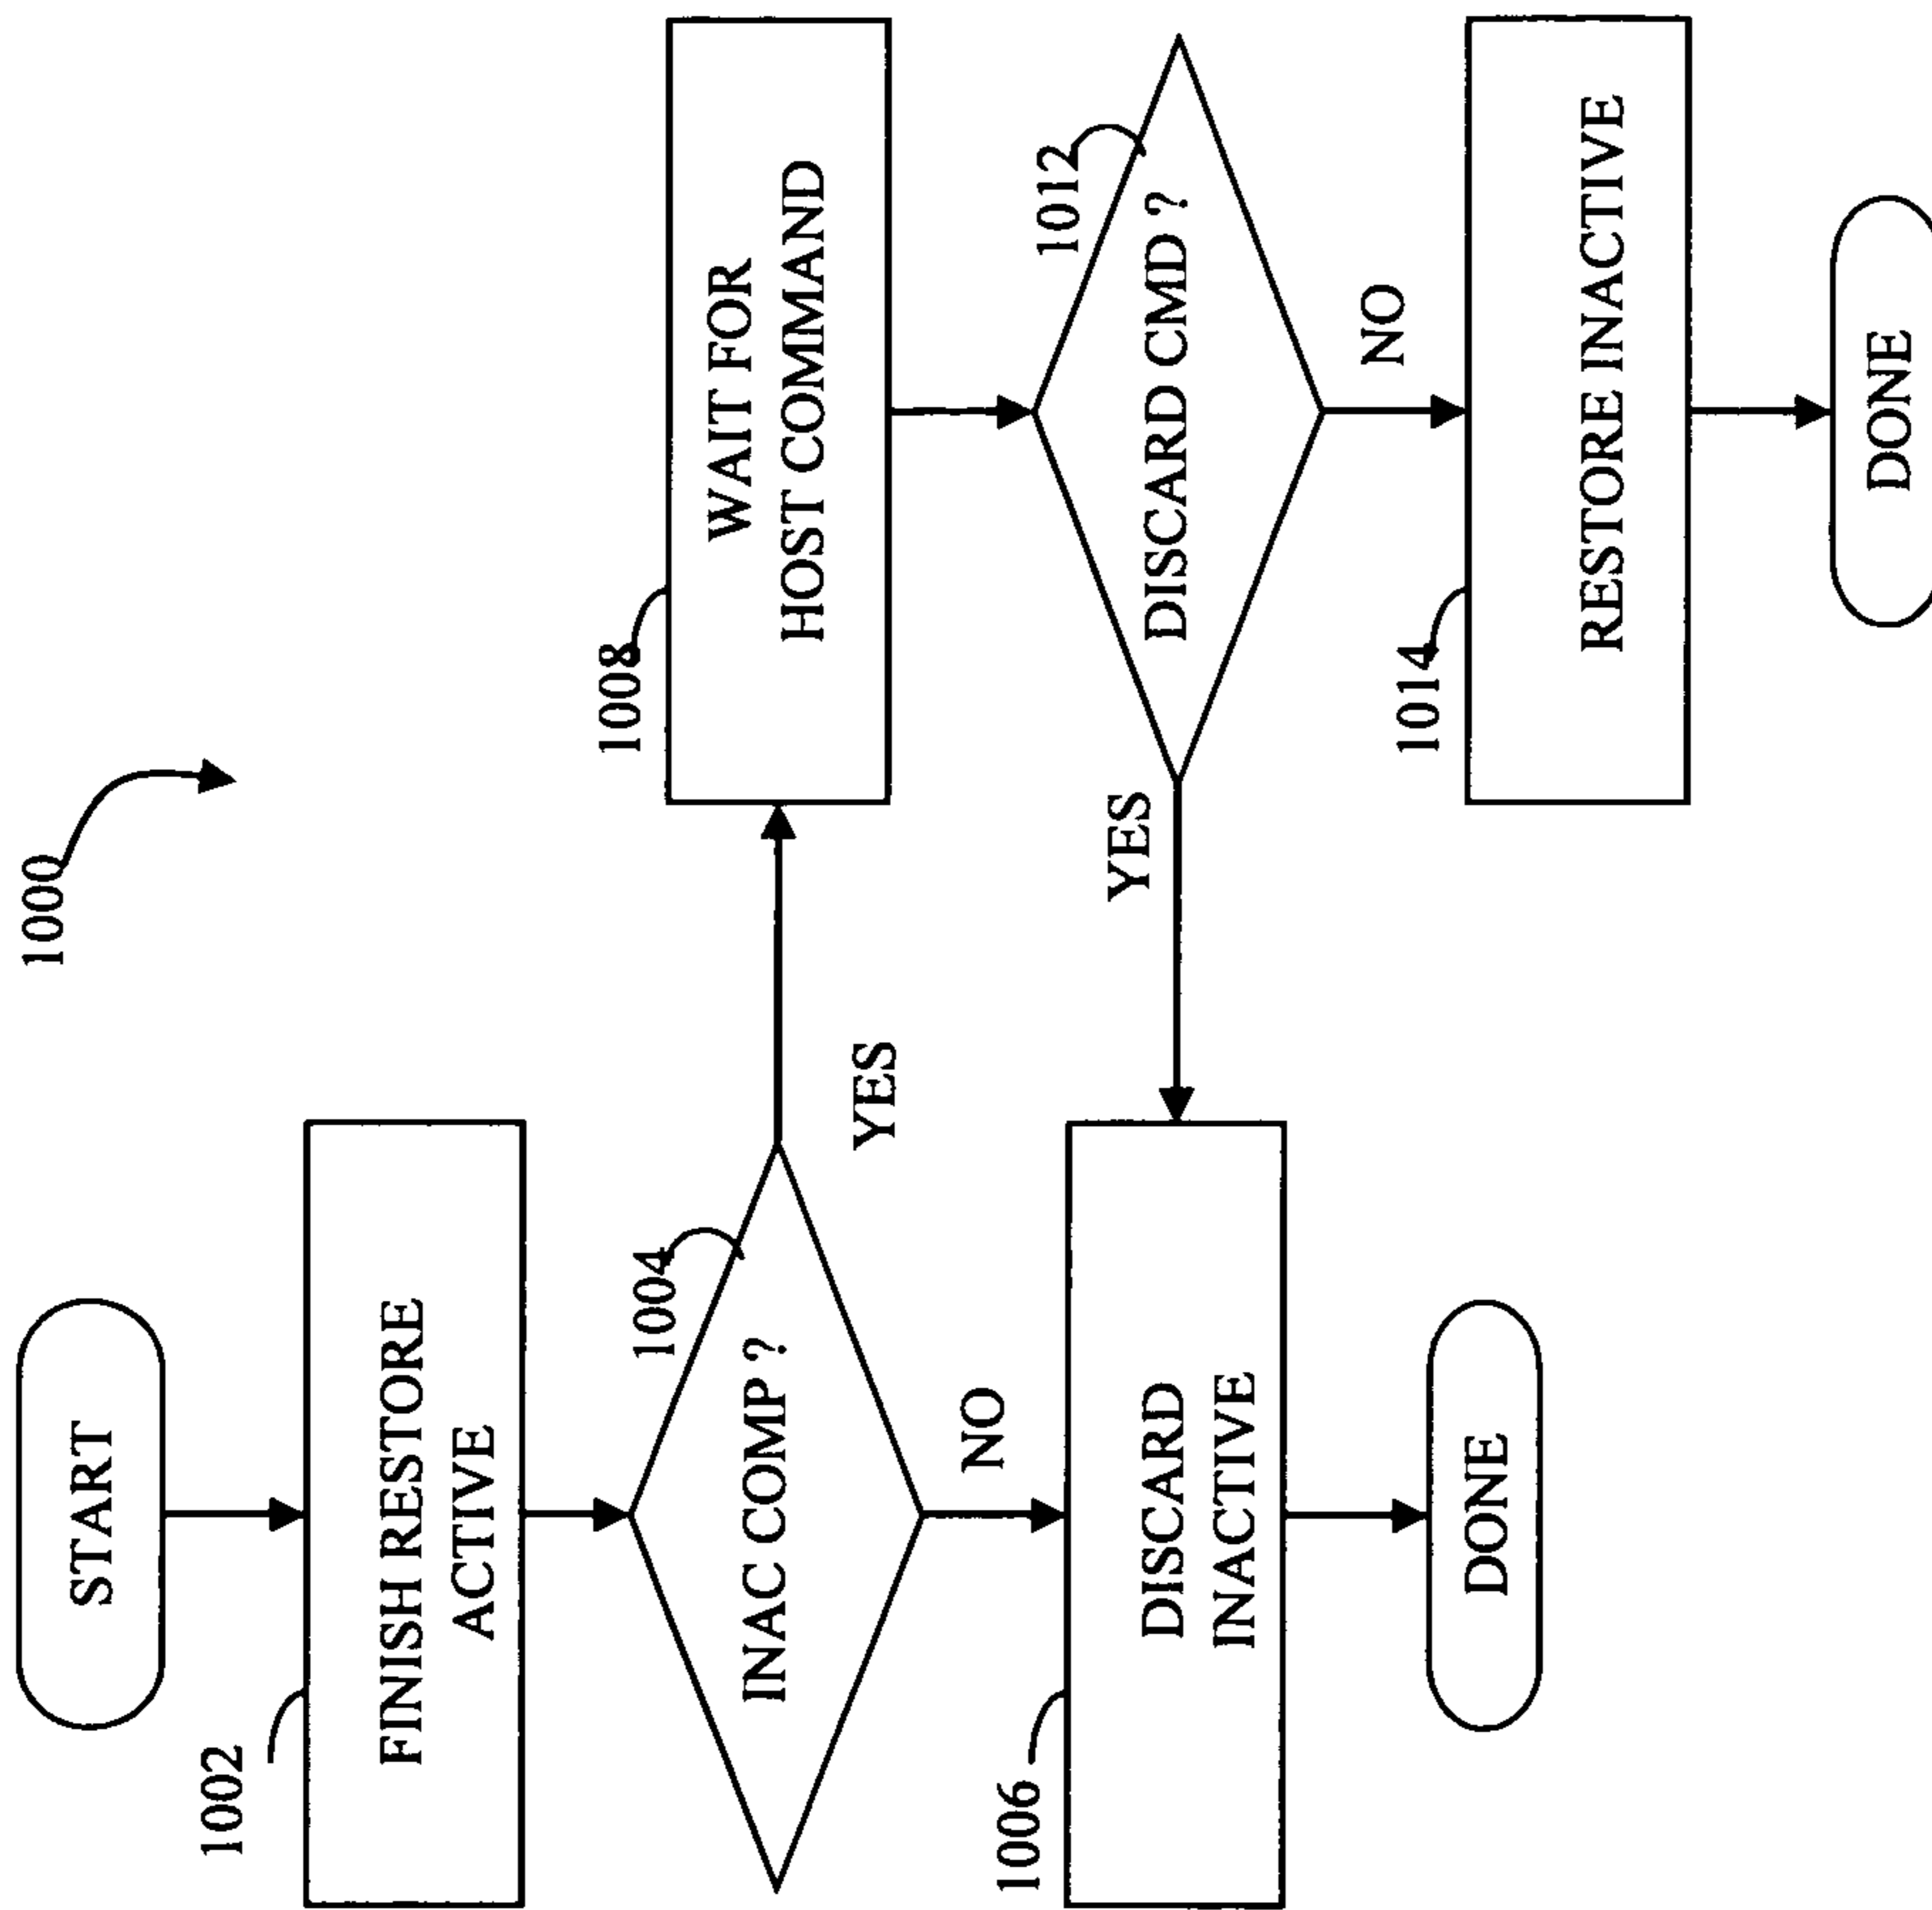 1000
START
1002
FINISH RESTORE
ACTIVE
1004
INAC COMP ?
YES
NO
1006
DISCARD
INACTIVE
DONE
1008
WAIT FOR
HOST COMMAND
1012
DISCARD CMD ?
YES
NO
1014
RESTORE INACTIVE
DONE